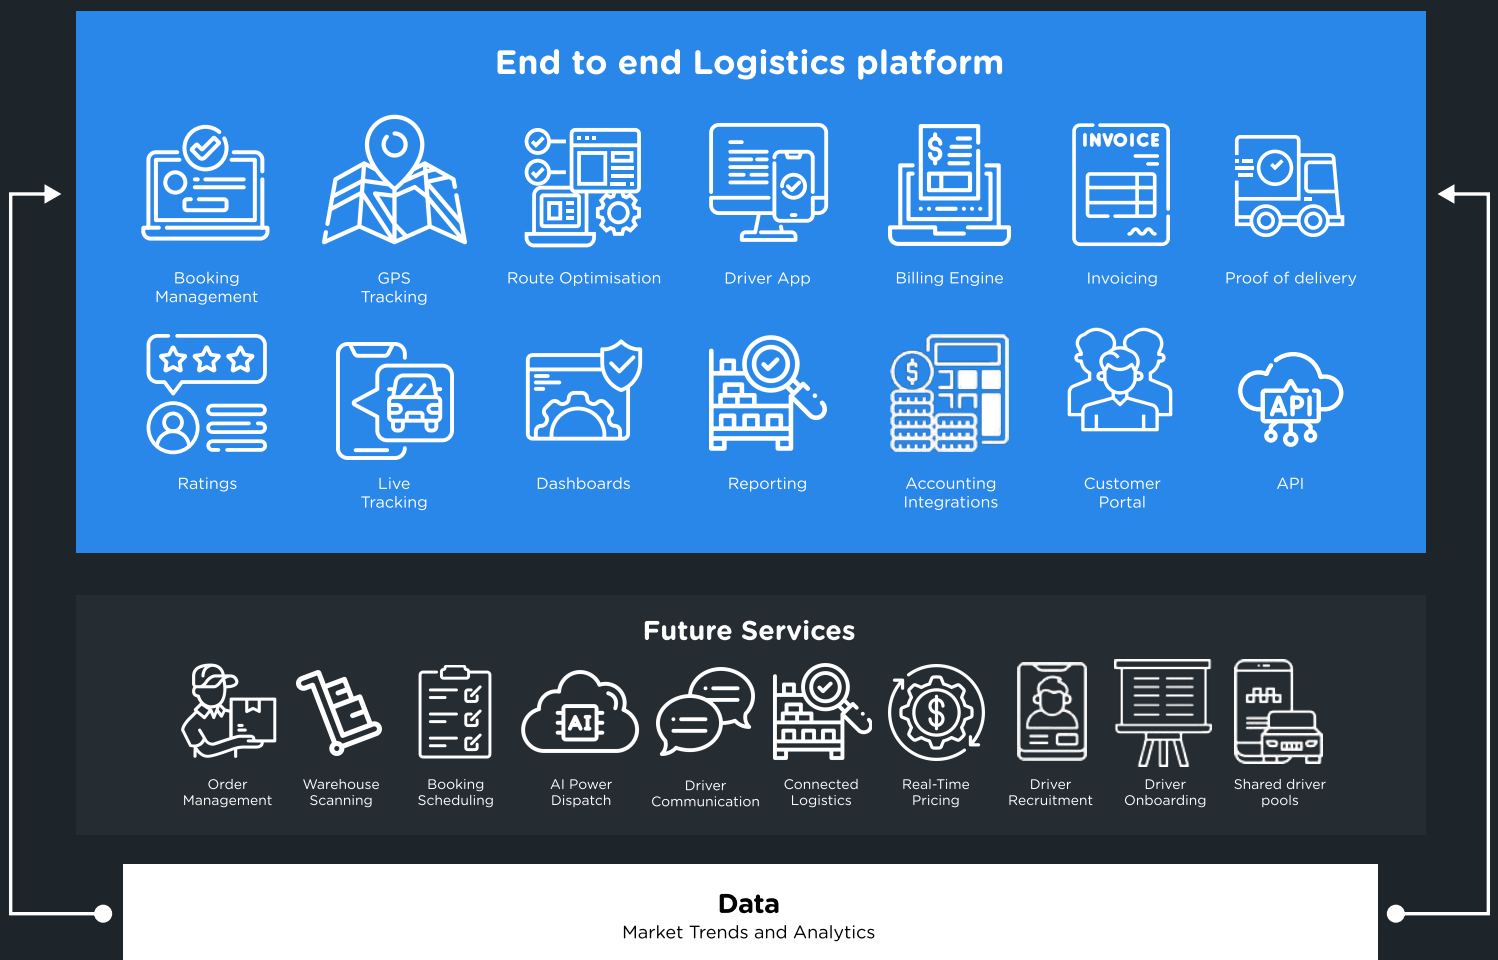 End to end Logistics platform
INVOICE
Booking
Management
GPS
Tracking
Route Optimisation
Driver App
Billing Engine
Invoicing
Proof of delivery
API
Ratings
Live
Tracking
Dashboards
Reporting
Accounting
Integrations
Customer
Portal
API
Future Services
AI
Order
Management
Warehouse
Scanning
Booking
Scheduling
AI Power
Dispatch
Driver
Communication
Connected
Logistics
Real-Time
Pricing
Driver
Recruitment
Driver
Onboarding
Shared driver
pools
Data
Market Trends and Analytics